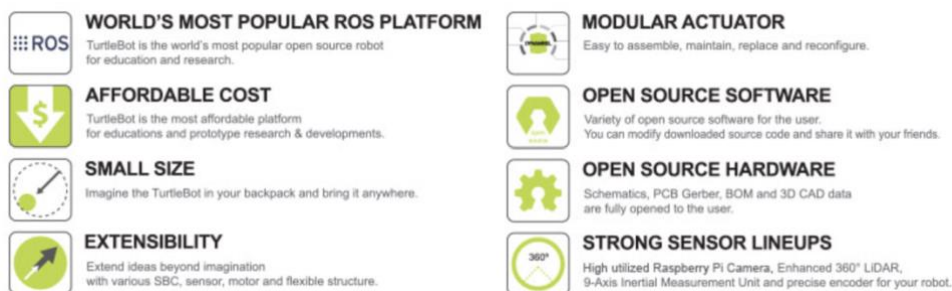 ROS
WORLD'S MOST POPULAR ROS PLATFORM
TurtleBot is the world's most popular open source robot
for education and research.
$
AFFORDABLE COST
TurtleBot is the most affordable platform
for educations and prototype research & developments.
SMALL SIZE
Imagine the TurtleBot in your backpack and bring it anywhere.
EXTENSIBILITY
Extend ideas beyond imagination
with various SBC, sensor, motor and flexible structure.
MODULAR ACTUATOR
Easy to assemble, maintain, replace and reconfigure.
OPEN SOURCE SOFTWARE
Variety of open source software for the user.
You can modify downloaded source code and share it with your friends.
OPEN SOURCE HARDWARE
Schematics, PCB Gerber, BOM and 3D CAD data
are fully opened to the user.
360°
STRONG SENSOR LINEUPS
High utilized Raspberry Pi Camera, Enhanced 360° LiDAR,
9-Axis Inertial Measurement Unit and precise encoder for your robot.